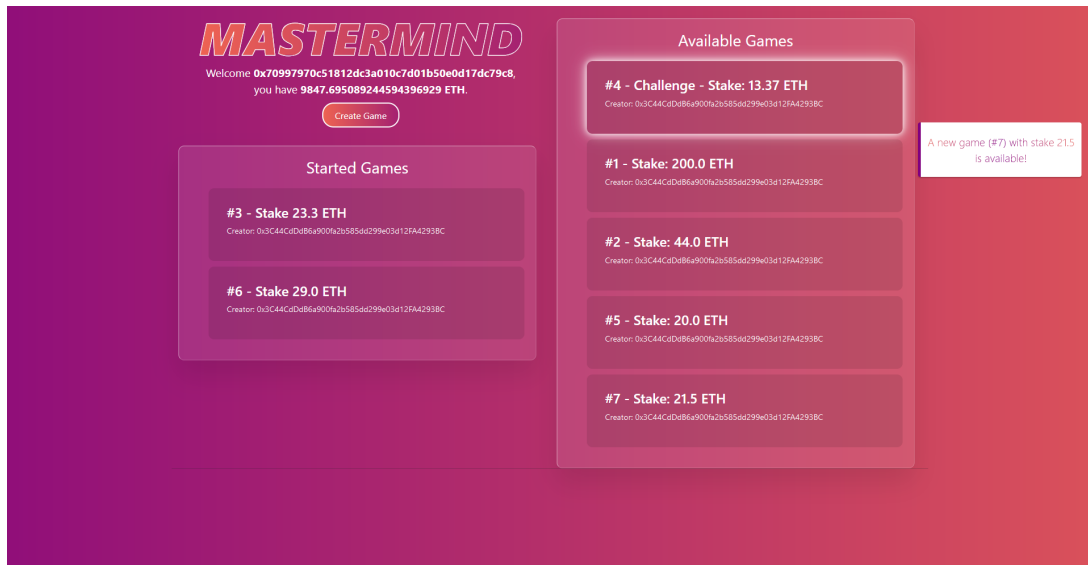 MASTERMIND
Welcome 0x70997970c51812dc3a010c7d01b50e0d17dc79c8,
you have 9847.695089244594396929 ETH.
Create Game
Started Games
#3 - Stake 23.3 ETH
Creator: 0x3C44CdDdB6a900fa2b585dd299e03d12FA4293BC
#6 - Stake 29.0 ETH
Creator: 0x3C44CdDdB6a900fa2b585dd299e03d12FA4293BC
Available Games
#4 - Challenge - Stake: 13.37 ETH
Creator: 0x3C44CdDdB6a900fa2b585dd299e03d12FA4293BC
#1 - Stake: 200.0 ETH
Creator: 0x3C44CdDdB6a900fa2b585dd299e03d12FA4293BC
#2 - Stake: 44.0 ETH
Creator: 0x3C44CdDdB6a900fa2b585dd299e03d12FA4293BC
#5 - Stake: 20.0 ETH
Creator: 0x3C44CdDdB6a900fa2b585dd299e03d12FA4293BC
#7 - Stake: 21.5 ETH
Creator: 0x3C44CdDdB6a900fa2b585dd299e03d12FA4293BC
A new game (#7) with stake 21.5
is available!